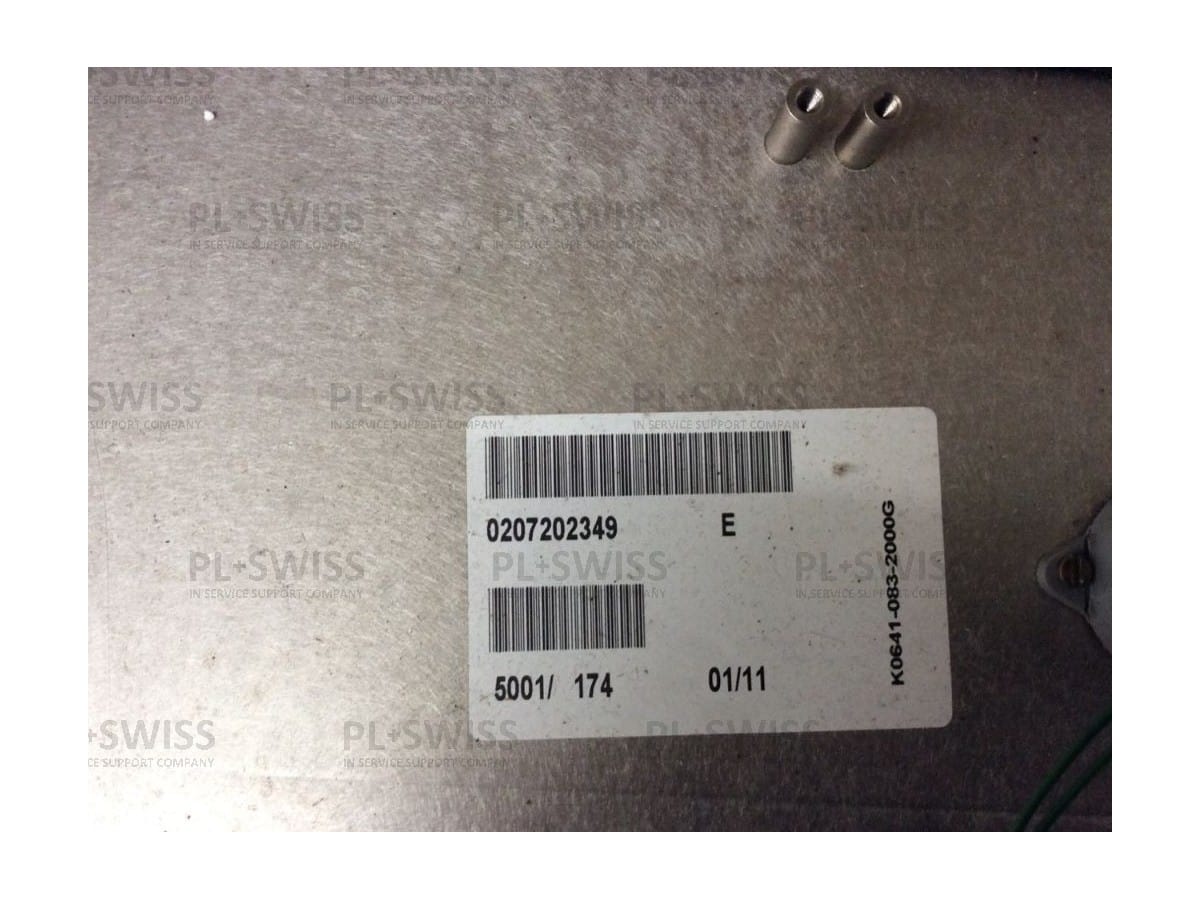 PL+SWISS
IN SERVICE SUPPORT COMPANY
0207202349 E
5001/ 174 01/11
K0641-083-2000G